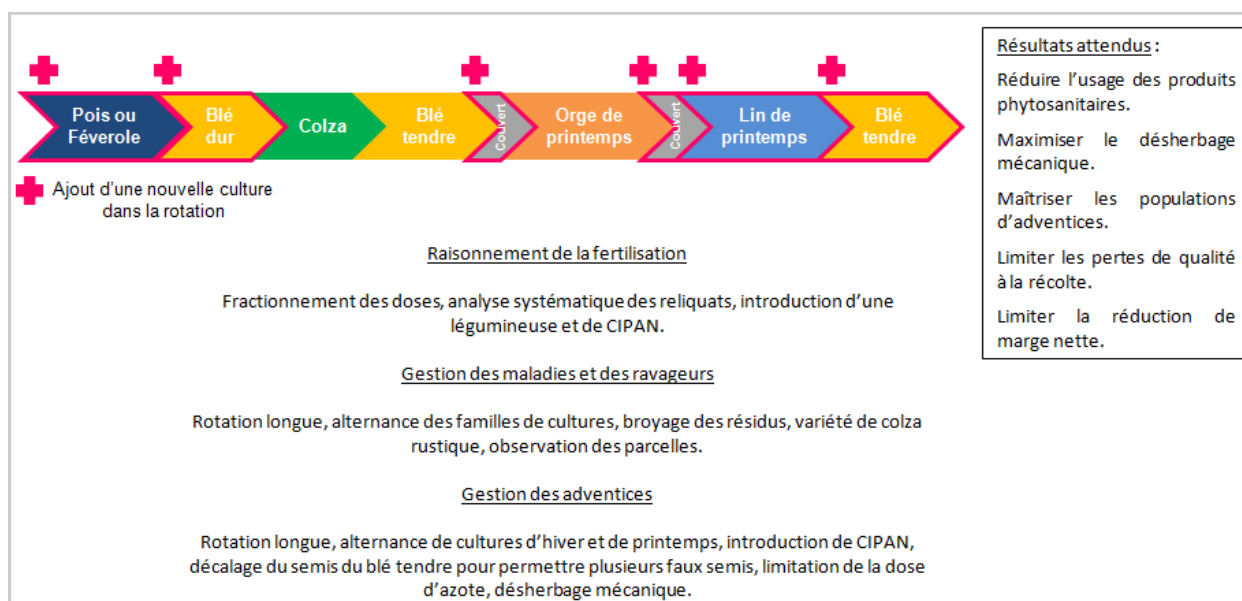 Pois ou
Féverole
Blé
dur
Colza
Blé
tendre
Couvert
Orge de
printemps
Couvert
Lin de
printemps
Blé
tendre
Ajout d'une nouvelle culture
dans la rotation
Raisonnement de la fertilisation
Fractionnement des doses, analyse systématique des reliquats, introduction d'une
légumineuse et de CIPAN.
Gestion des maladies et des ravageurs
Rotation longue, alternance des familles de cultures, broyage des résidus, variété de colza
rustique, observation des parcelles.
Gestion des adventices
Rotation longue, alternance de cultures d'hiver et de printemps, introduction de CIPAN,
décalage du semis du blé tendre pour permettre plusieurs faux semis, limitation de la dose
d'azote, désherbage mécanique.
Résultats attendus :
Réduire l'usage des produits
phytosanitaires.
Maximiser le désherbage
mécanique.
Maîtriser les populations
d'adventices.
Limiter les pertes de qualité
à la récolte.
Limiter la réduction de
marge nette.